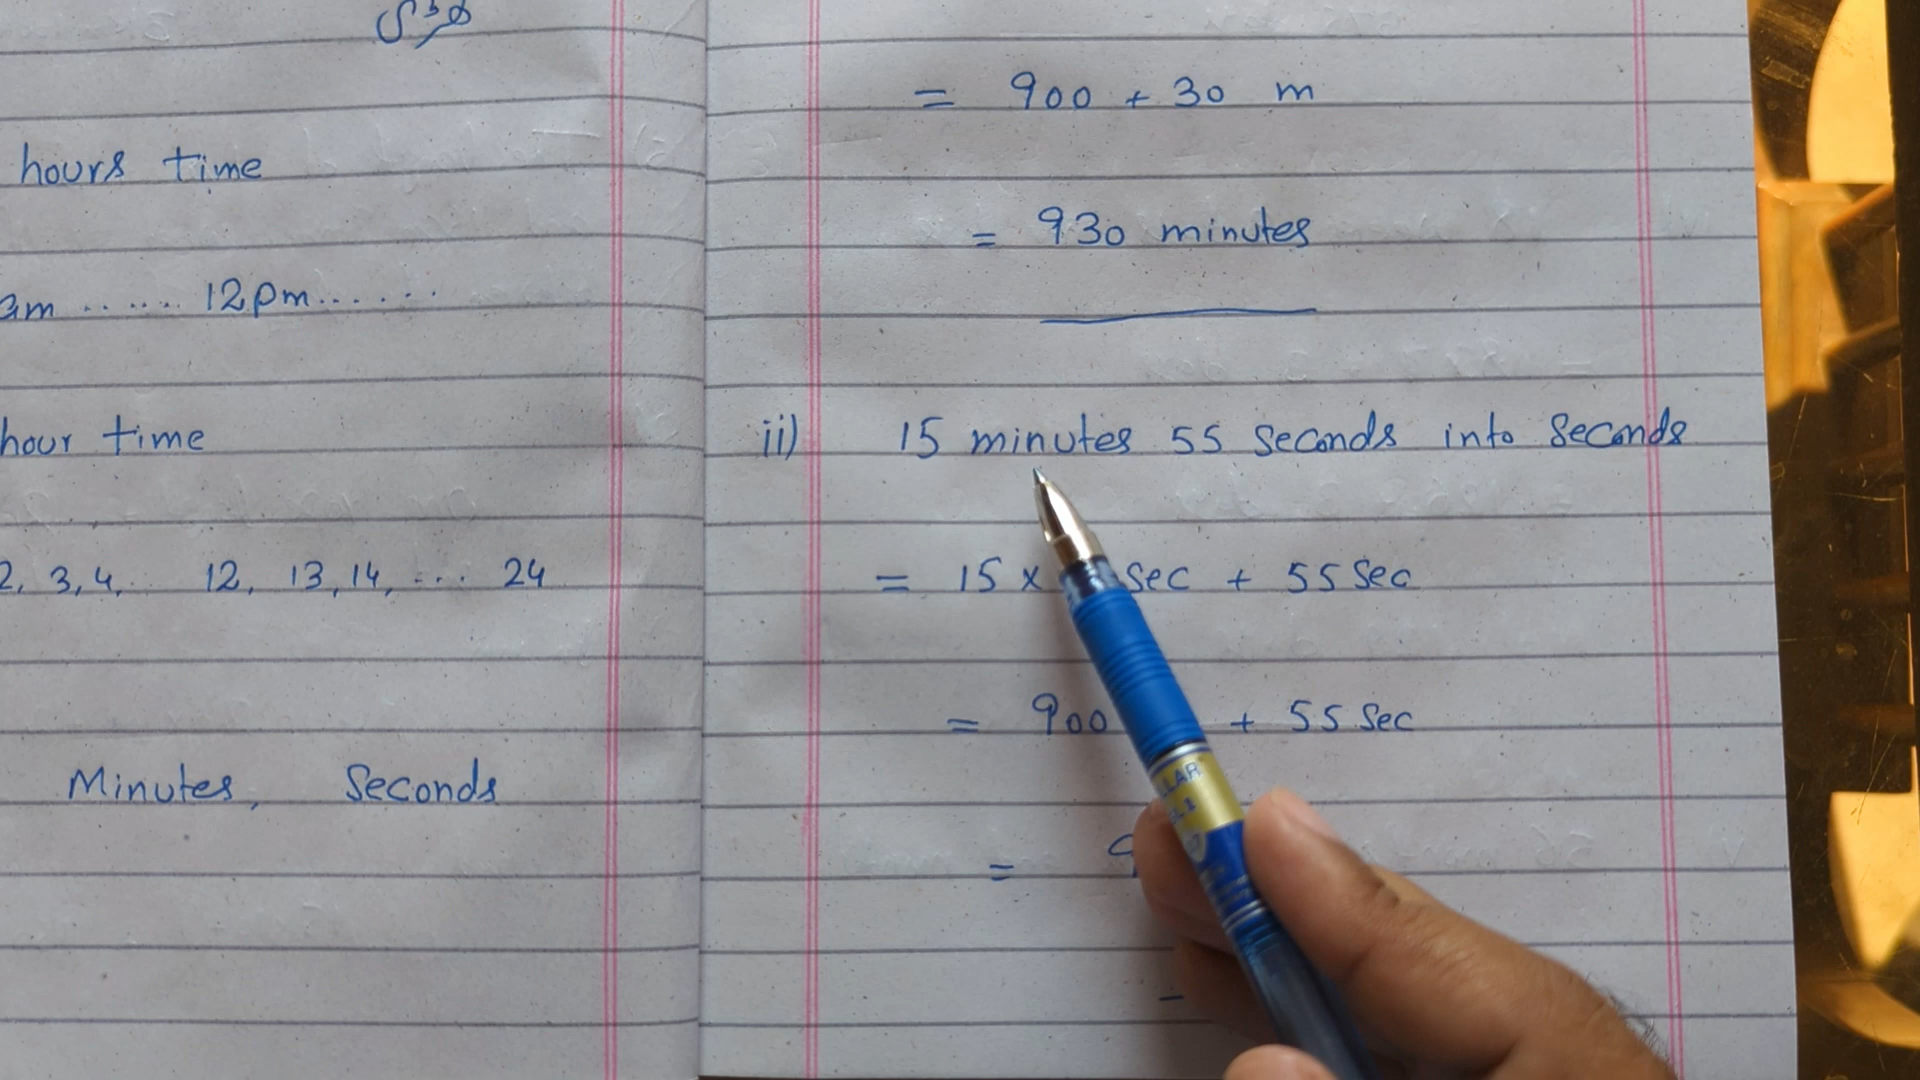 hours time
am ...... 12pm......
hour time
2, 3,4, .. 12, 13,14, ... 24
Minutes, Seconds
= 900 + 30 m
= 930 minutes
ii) 15 minutes 55 seconds into seconds
= 15 x sec + 55 sec
= 900 + 55 sec
= 9